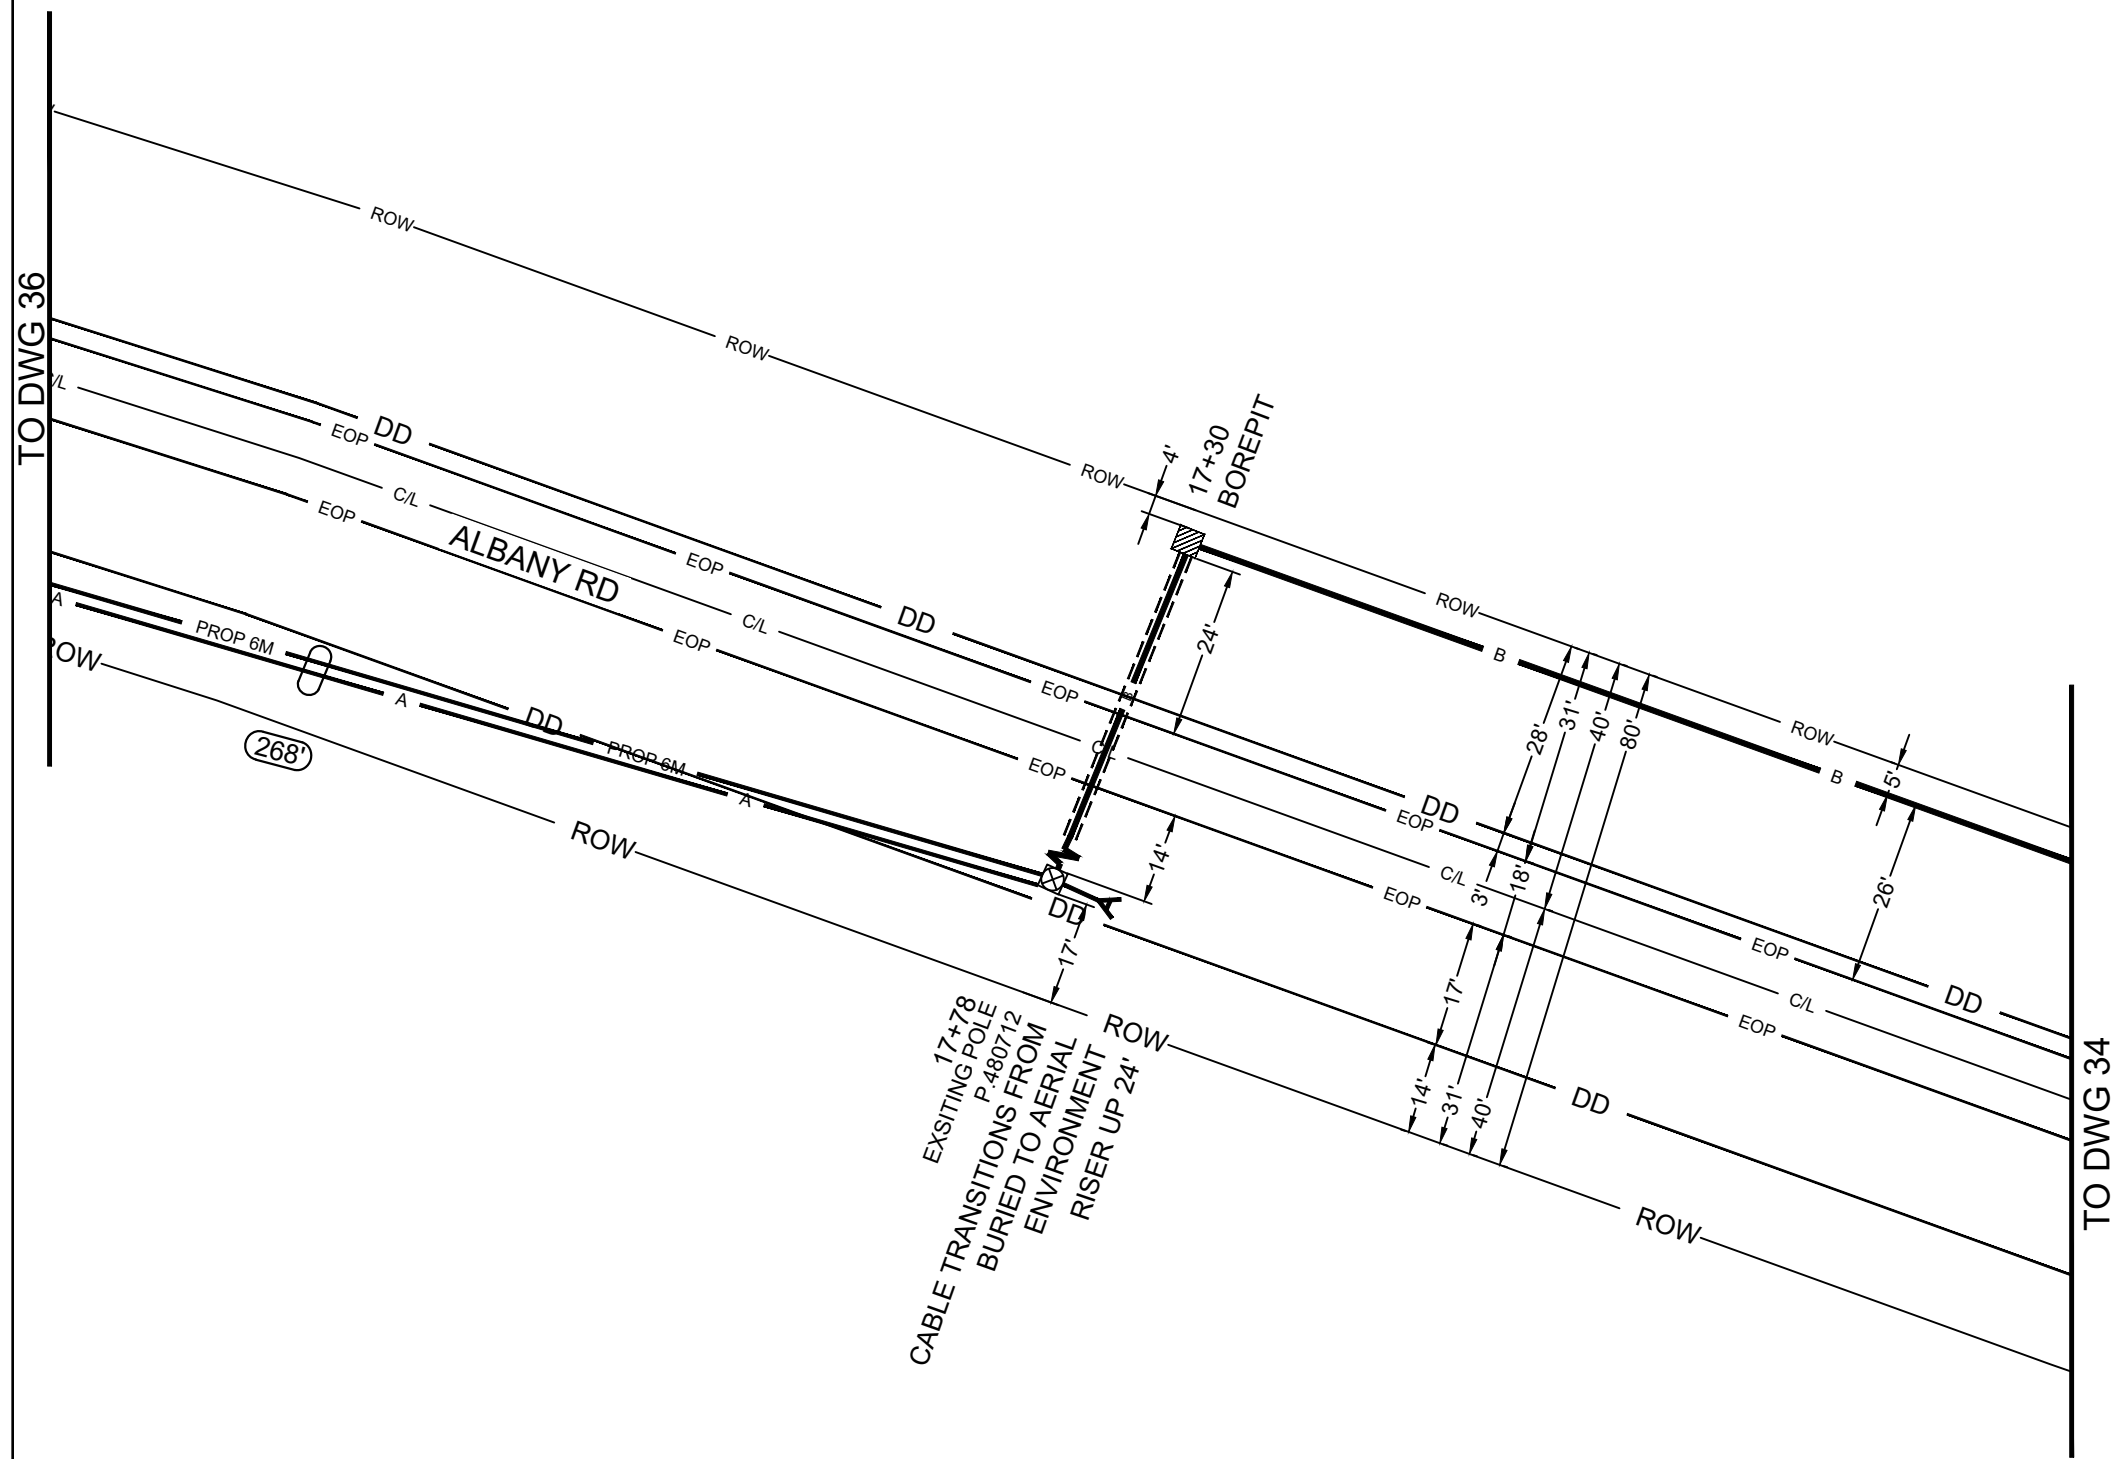 TO DWG 36
ROW
ROW
ROW
ROW
ROW
DD
DD
DD
DD
EOP
EOP
EOP
EOP
EOP
C/L
C/L
C/L
C/L
ALBANY RD
EOP
EOP
EOP
EOP
EOP
4'
17+30
BOREPIT
24'
B
B
B
28'
31'
40'
80'
5'
26'
3'
18'
14'
17'
17'
14'
31'
40'
A
PROP 6M
A
DD
PROP 6M
A
DD
DD
268'
ROW
ROW
ROW
17+78
EXSITING POLE
P.480712
CABLE TRANSITIONS FROM
BURIED TO AERIAL
ENVIRONMENT
RISER UP 24'
TO DWG 34